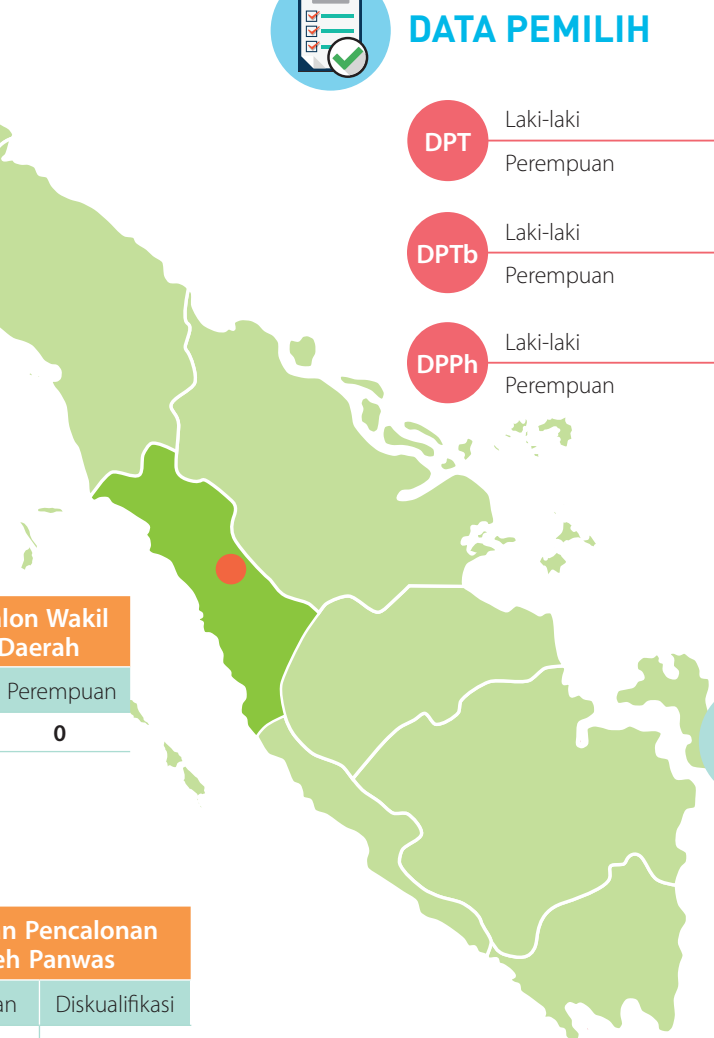 DATA PEMILIH
DPT
Laki-laki
Perempuan
DPTb
Laki-laki
Perempuan
DPPh
Laki-laki
Perempuan
lon Wakil
Daerah
Perempuan
0
n Pencalonan
eh Panwas
an
Diskualifikasi